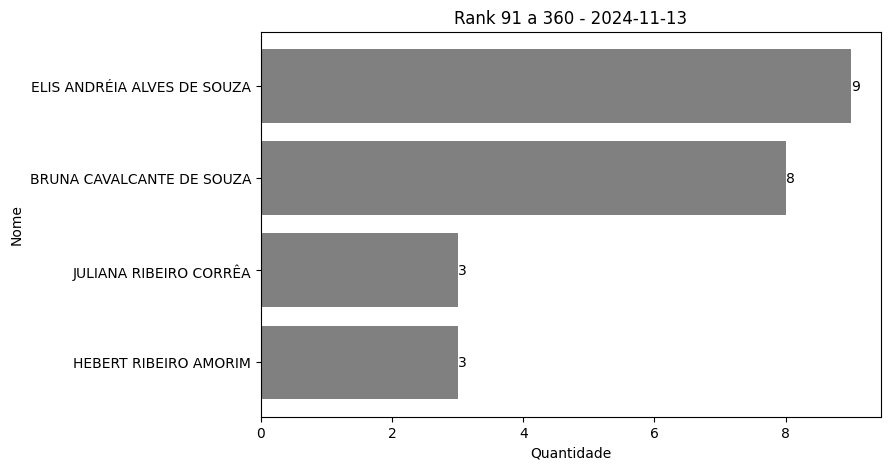 Rank 91 a 360 - 2024-11-13
ELIS ANDRÉIA ALVES DE SOUZA
9
BRUNA CAVALCANTE DE SOUZA
8
JULIANA RIBEIRO CORRÊA
3
HEBERT RIBEIRO AMORIM
3
Nome
0 2 4 6 8
Quantidade